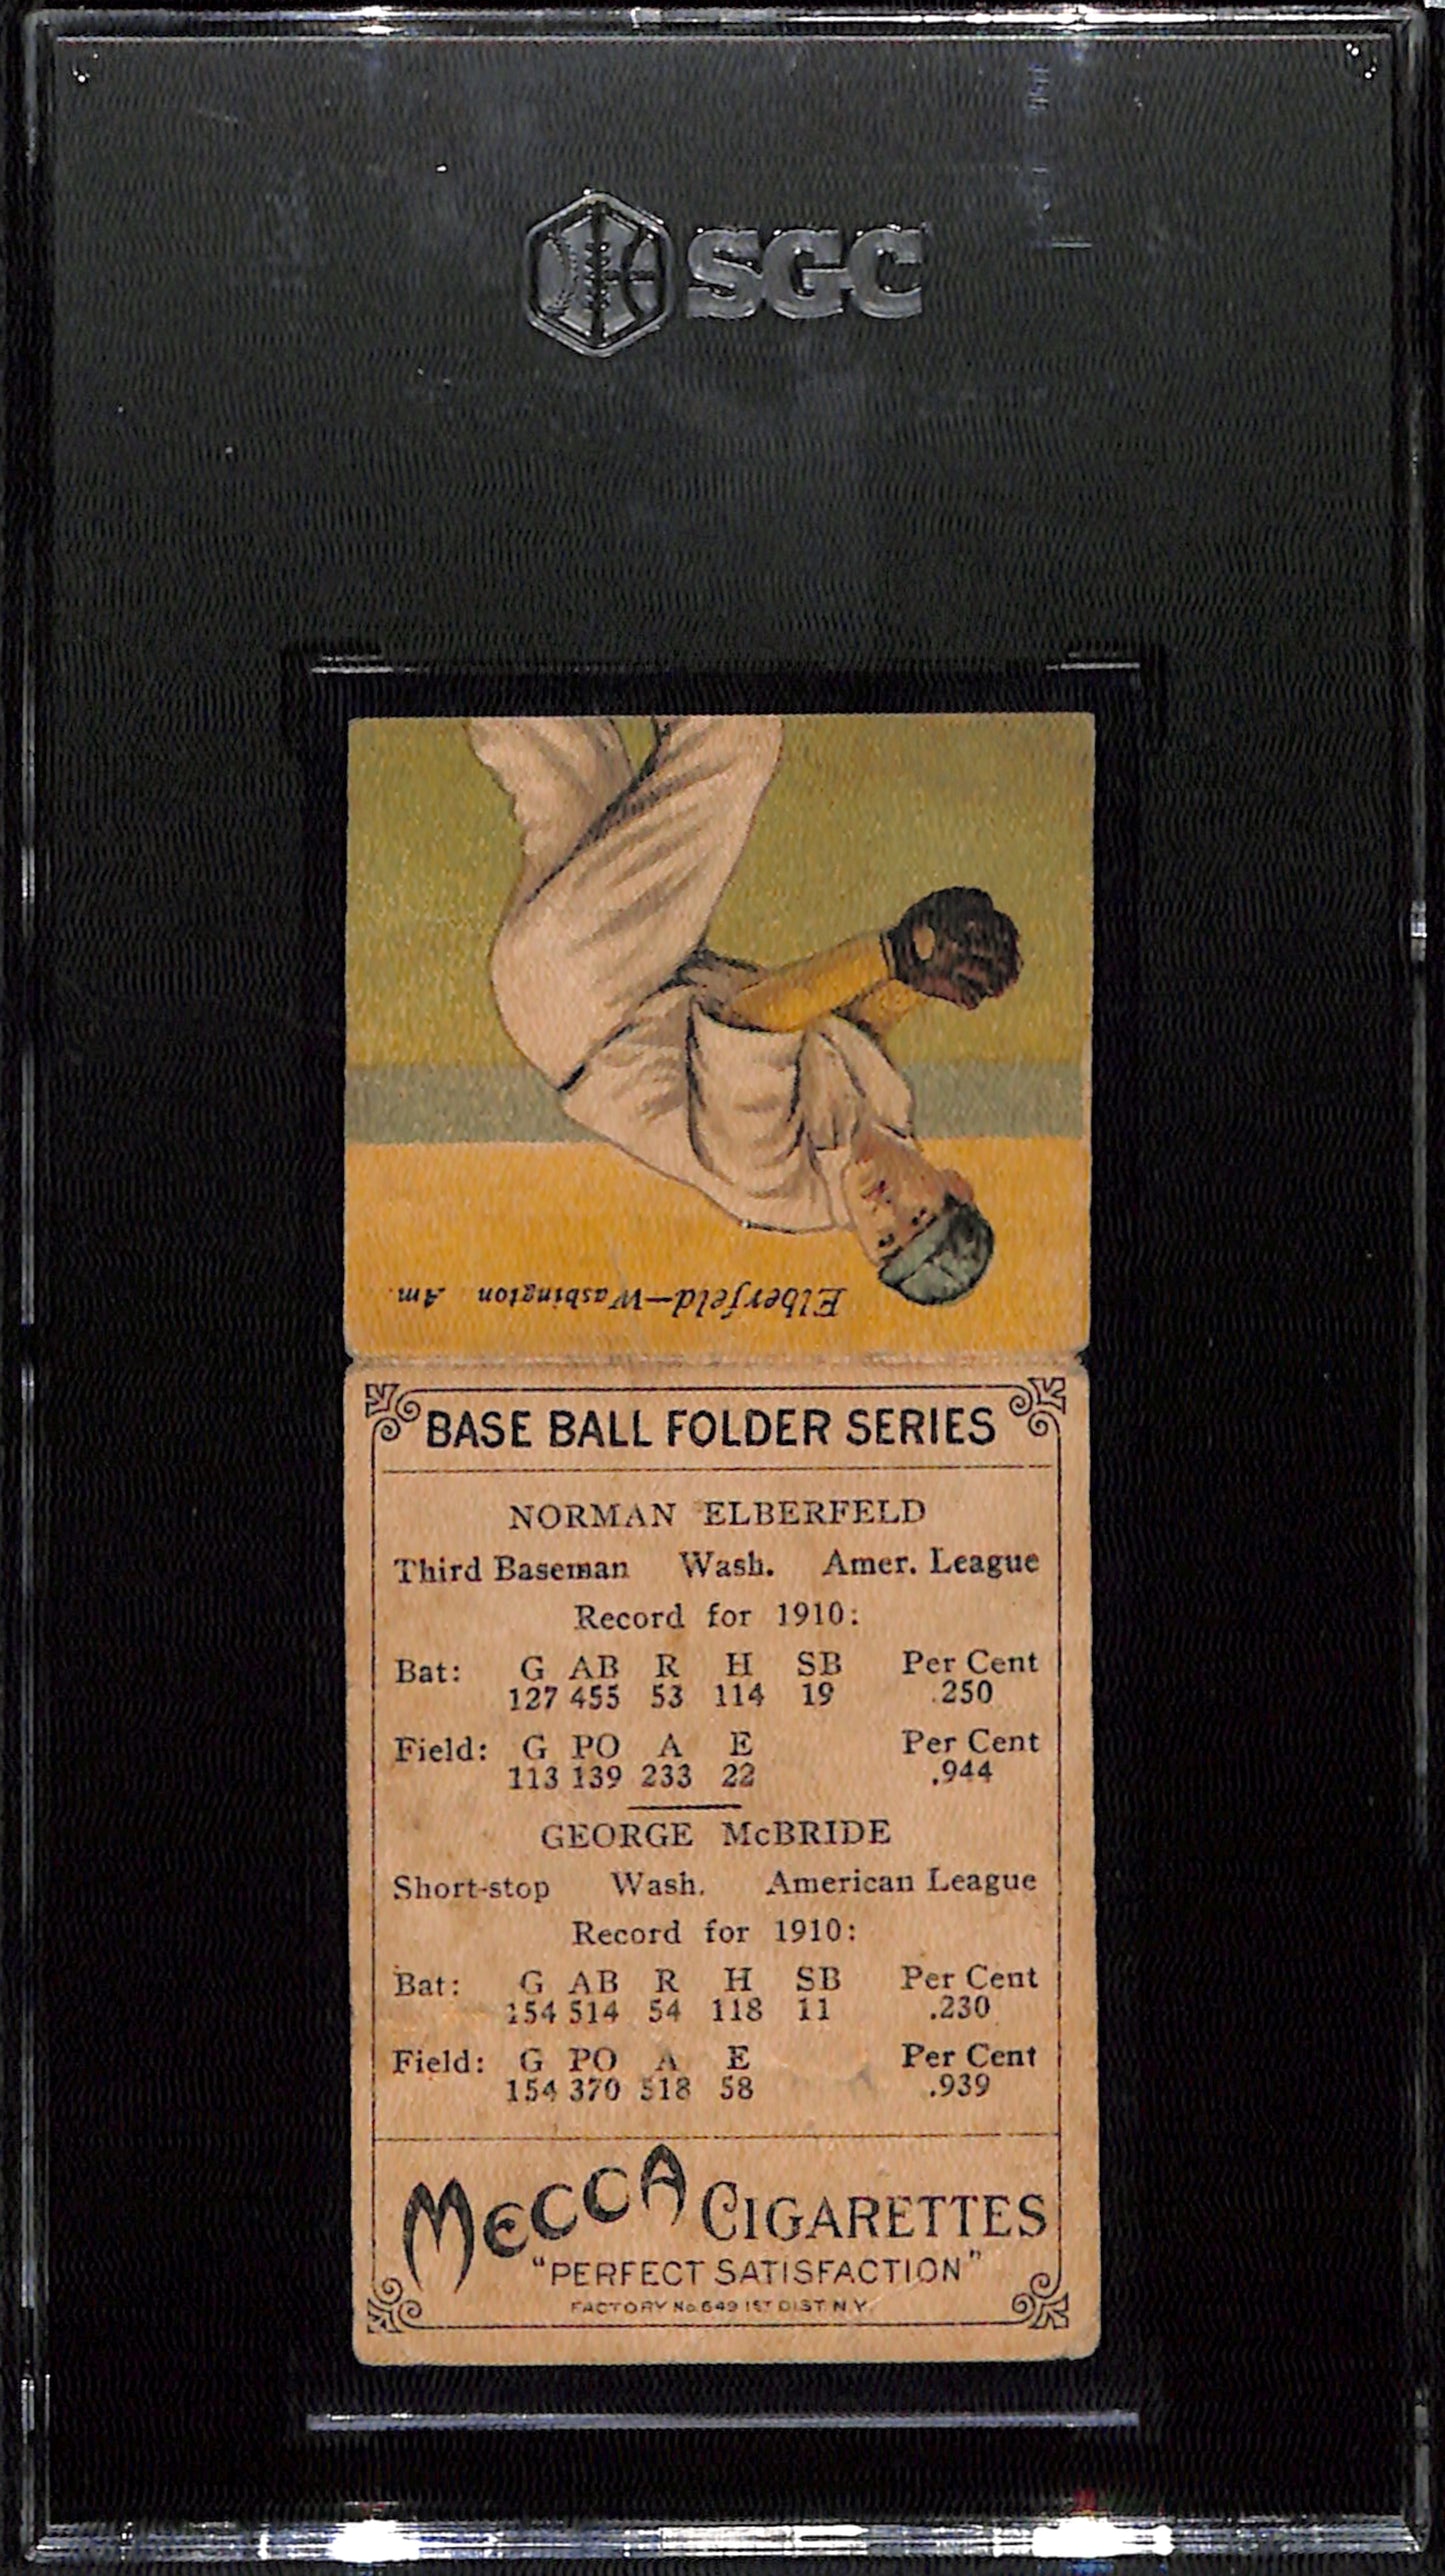 SGC
Elberfeld—Washington Am.
BASE BALL FOLDER SERIES
NORMAN ELBERFELD
Third Baseman Wash. Amer. League
Record for 1910:
Bat: G AB R H SB Per Cent
127 455 53 114 19 .250
Field: G PO A E Per Cent
113 139 233 22 .944
GEORGE McBRIDE
Short-stop Wash. American League
Record for 1910:
Bat: G AB R H SB Per Cent
154 514 54 118 11 .230
Field: G PO A E Per Cent
154 370 518 58 .939
MECCA CIGARETTES
"PERFECT SATISFACTION"
FACTORY No. 649 1ST DIST. N.Y.